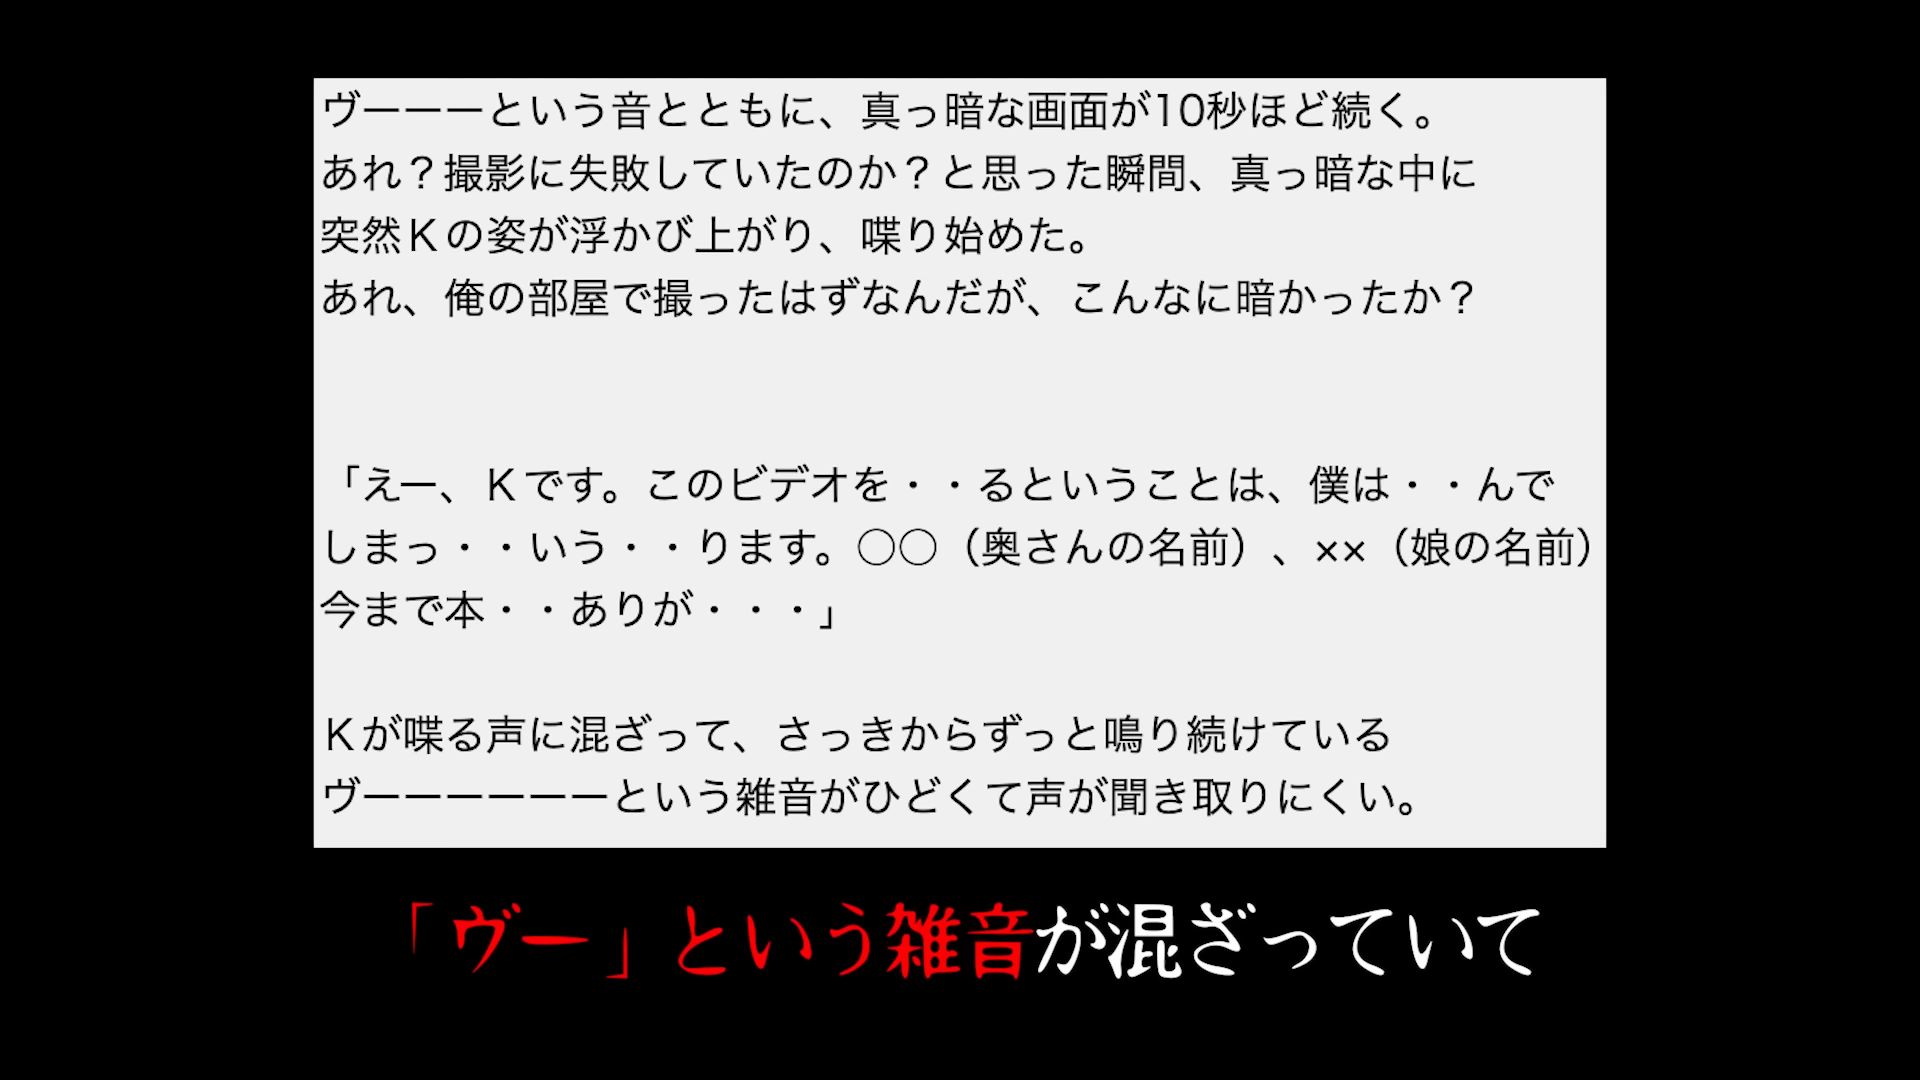 ヴーーーという音とともに、真っ暗な画面が10秒ほど続く。
あれ？撮影に失敗していたのか？と思った瞬間、真っ暗な中に
突然Ｋの姿が浮かび上がり、喋り始めた。
あれ、俺の部屋で撮ったはずなんだが、こんなに暗かったか？
「えー、Ｋです。このビデオを・・るということは、僕は・・んで
しまっ・・いう・・ります。○○（奥さんの名前）、××（娘の名前）
今まで本・・ありが・・・」
Ｋが喋る声に混ざって、さっきからずっと鳴り続けている
ヴーーーーーーという雑音がひどくて声が聞き取りにくい。
「ヴー」という雑音が混ざっていて